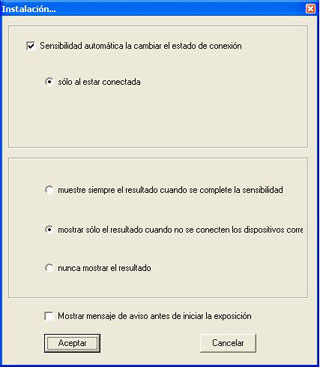 Instalación...
Sensibilidad automática la cambiar el estado de conexión
sólo al estar conectada
muestre siempre el resultado cuando se complete la sensibilidad
mostrar sólo el resultado cuando no se conecten los dispositivos corre
nunca mostrar el resultado
Mostrar mensaje de aviso antes de iniciar la exposición
Aceptar
Cancelar